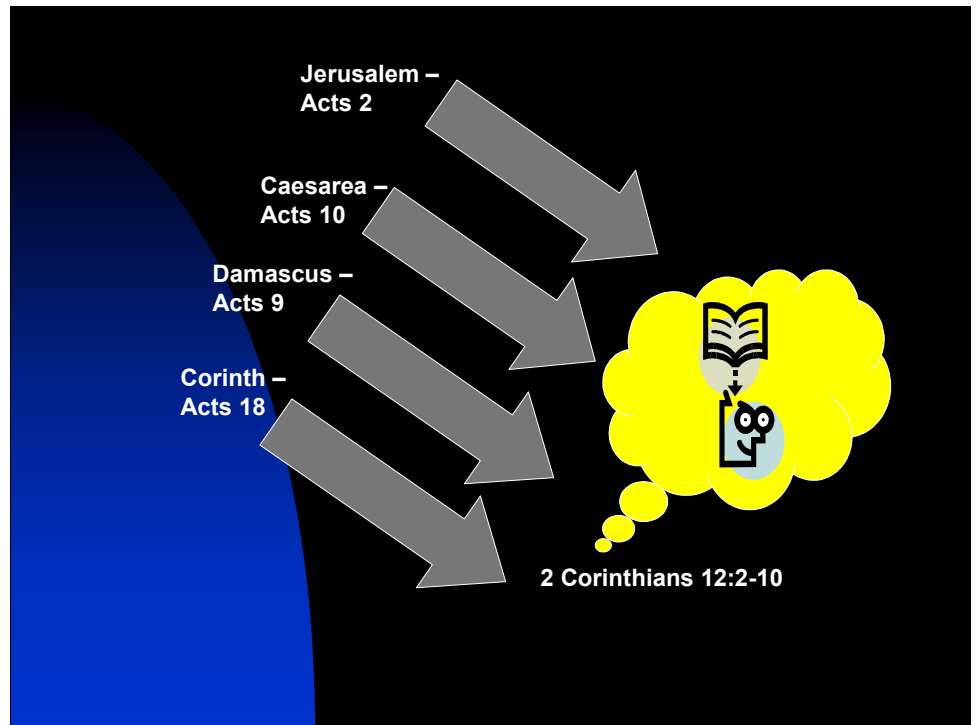 Jerusalem –
Acts 2
Caesarea –
Acts 10
Damascus –
Acts 9
Corinth –
Acts 18
2 Corinthians 12:2-10